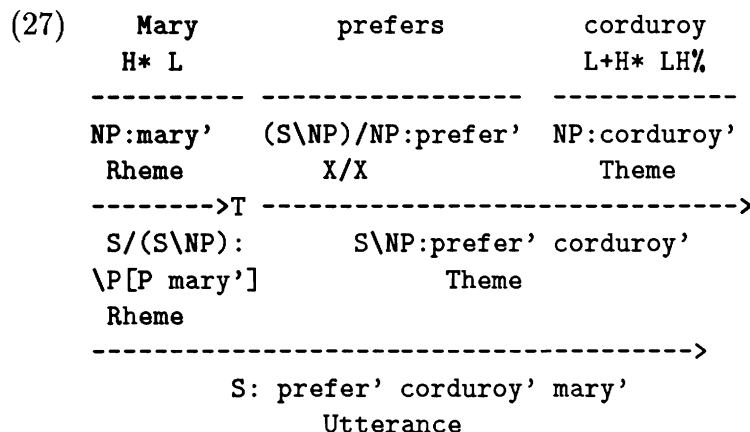 (27) Mary prefers corduroy
H* L L+H* LH%
---------- ----------------- ------------
NP:mary' (S\NP)/NP:prefer' NP:corduroy'
Rheme X/X Theme
-------->T ------------------------------->
S/(S\NP): S\NP:prefer' corduroy'
\P[P mary'] Theme
Rheme
--------------------------------------->
S: prefer' corduroy' mary'
Utterance